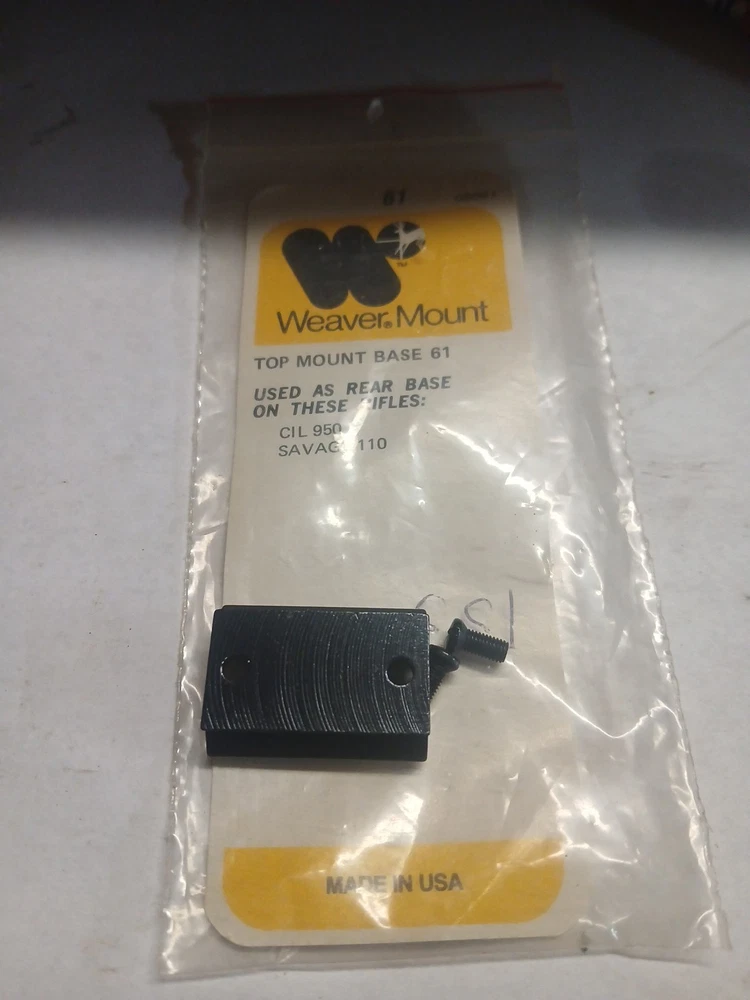 61
TM
Weaver® Mount
TOP MOUNT BASE 61
USED AS REAR BASE
ON THESE RIFLES:
CIL 950
SAVAGE 110
MADE IN USA